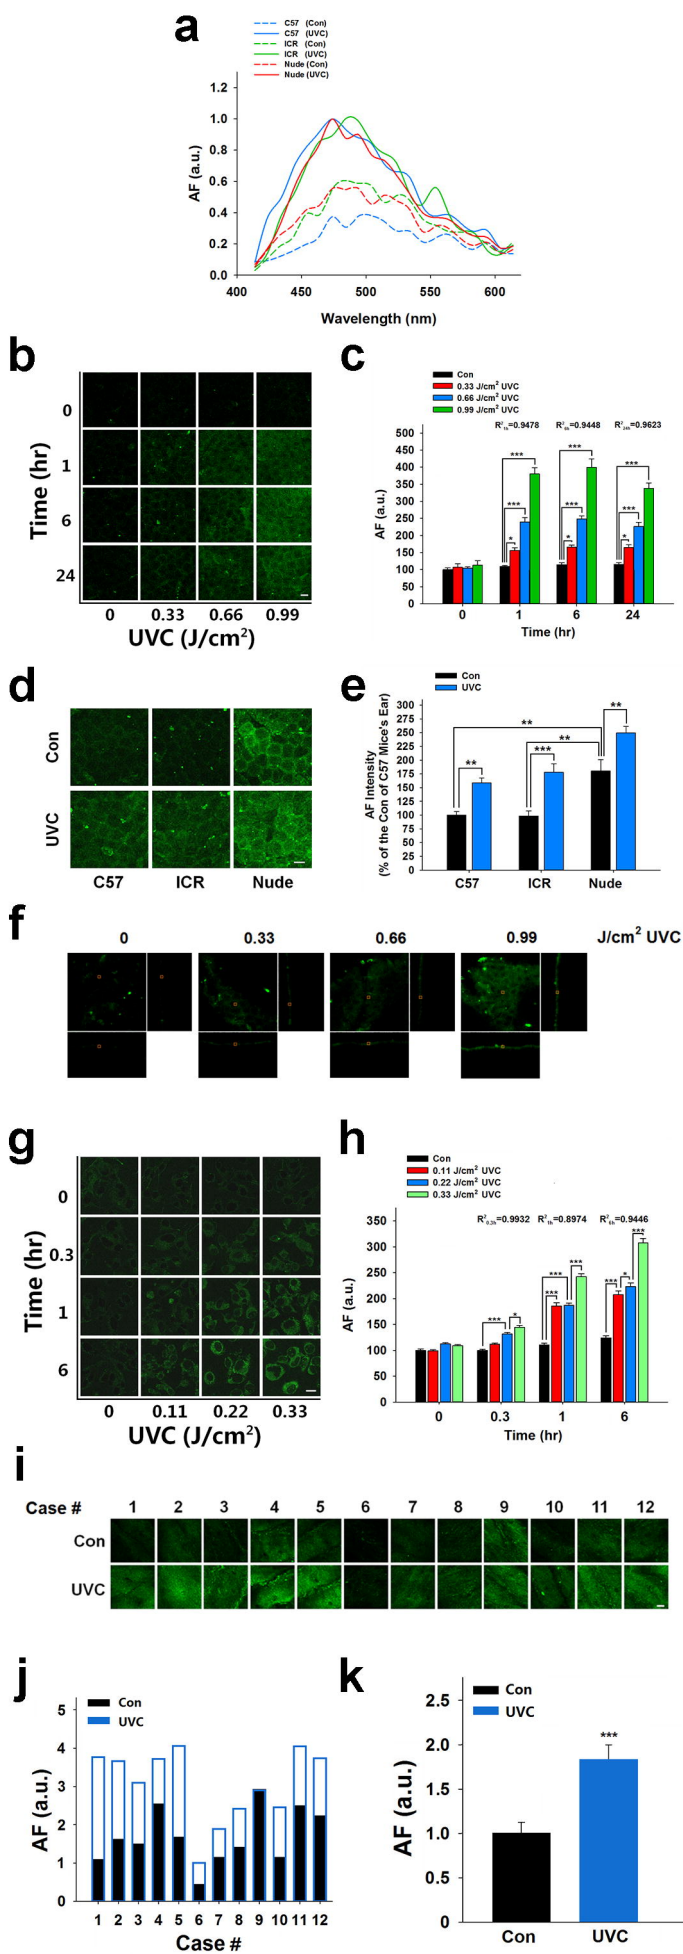 a
C57 (Con)
C57 (UVC)
ICR (Con)
ICR (UVC)
Nude (Con)
Nude (UVC)
AF (a.u.)
1.2
1.0
0.8
0.6
0.4
0.2
0.0
400 450 500 550 600
Wavelength (nm)
b
Time (hr)
0
1
6
24
0 0.33 0.66 0.99
UVC (J/cm²)
c
Con
0.33 J/cm² UVC
0.66 J/cm² UVC
0.99 J/cm² UVC
R²1h=0.9478 R²6h=0.9448 R²24h=0.9623
AF (a.u.)
500
450
400
350
300
250
200
150
100
50
0
*** *** ***
*** *** ***
* * *
0 1 6 24
Time (hr)
d
Con
UVC
C57 ICR Nude
e
Con
UVC
AF Intensity
(% of the Con of C57 Mice's Ear)
300
275
250
225
200
175
150
125
100
75
50
25
0
**
**
**
**
***
C57 ICR Nude
f
0 0.33 0.66 0.99 J/cm² UVC
g
Time (hr)
0
0.3
1
6
0 0.11 0.22 0.33
UVC (J/cm²)
h
Con
0.11 J/cm² UVC
0.22 J/cm² UVC
0.33 J/cm² UVC
R²0.3h=0.9932 R²1h=0.8974 R²6h=0.9446
AF (a.u.)
350
300
250
200
150
100
50
0
*** * *** *** *** *** * ***
0 0.3 1 6
Time (hr)
i
Case # 1 2 3 4 5 6 7 8 9 10 11 12
Con
UVC
j
Con
UVC
AF (a.u.)
5
4
3
2
1
0
1 2 3 4 5 6 7 8 9 10 11 12
Case #
k
Con
UVC
AF (a.u.)
2.5
2.0
1.5
1.0
0.5
0
***
Con UVC